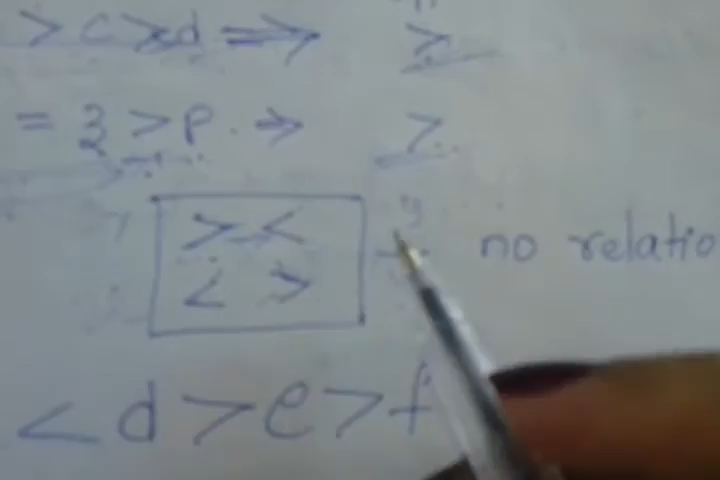 > c > d ⇒ >
= 3 > p. → >
> <
no relatio
< >
< d > e > f